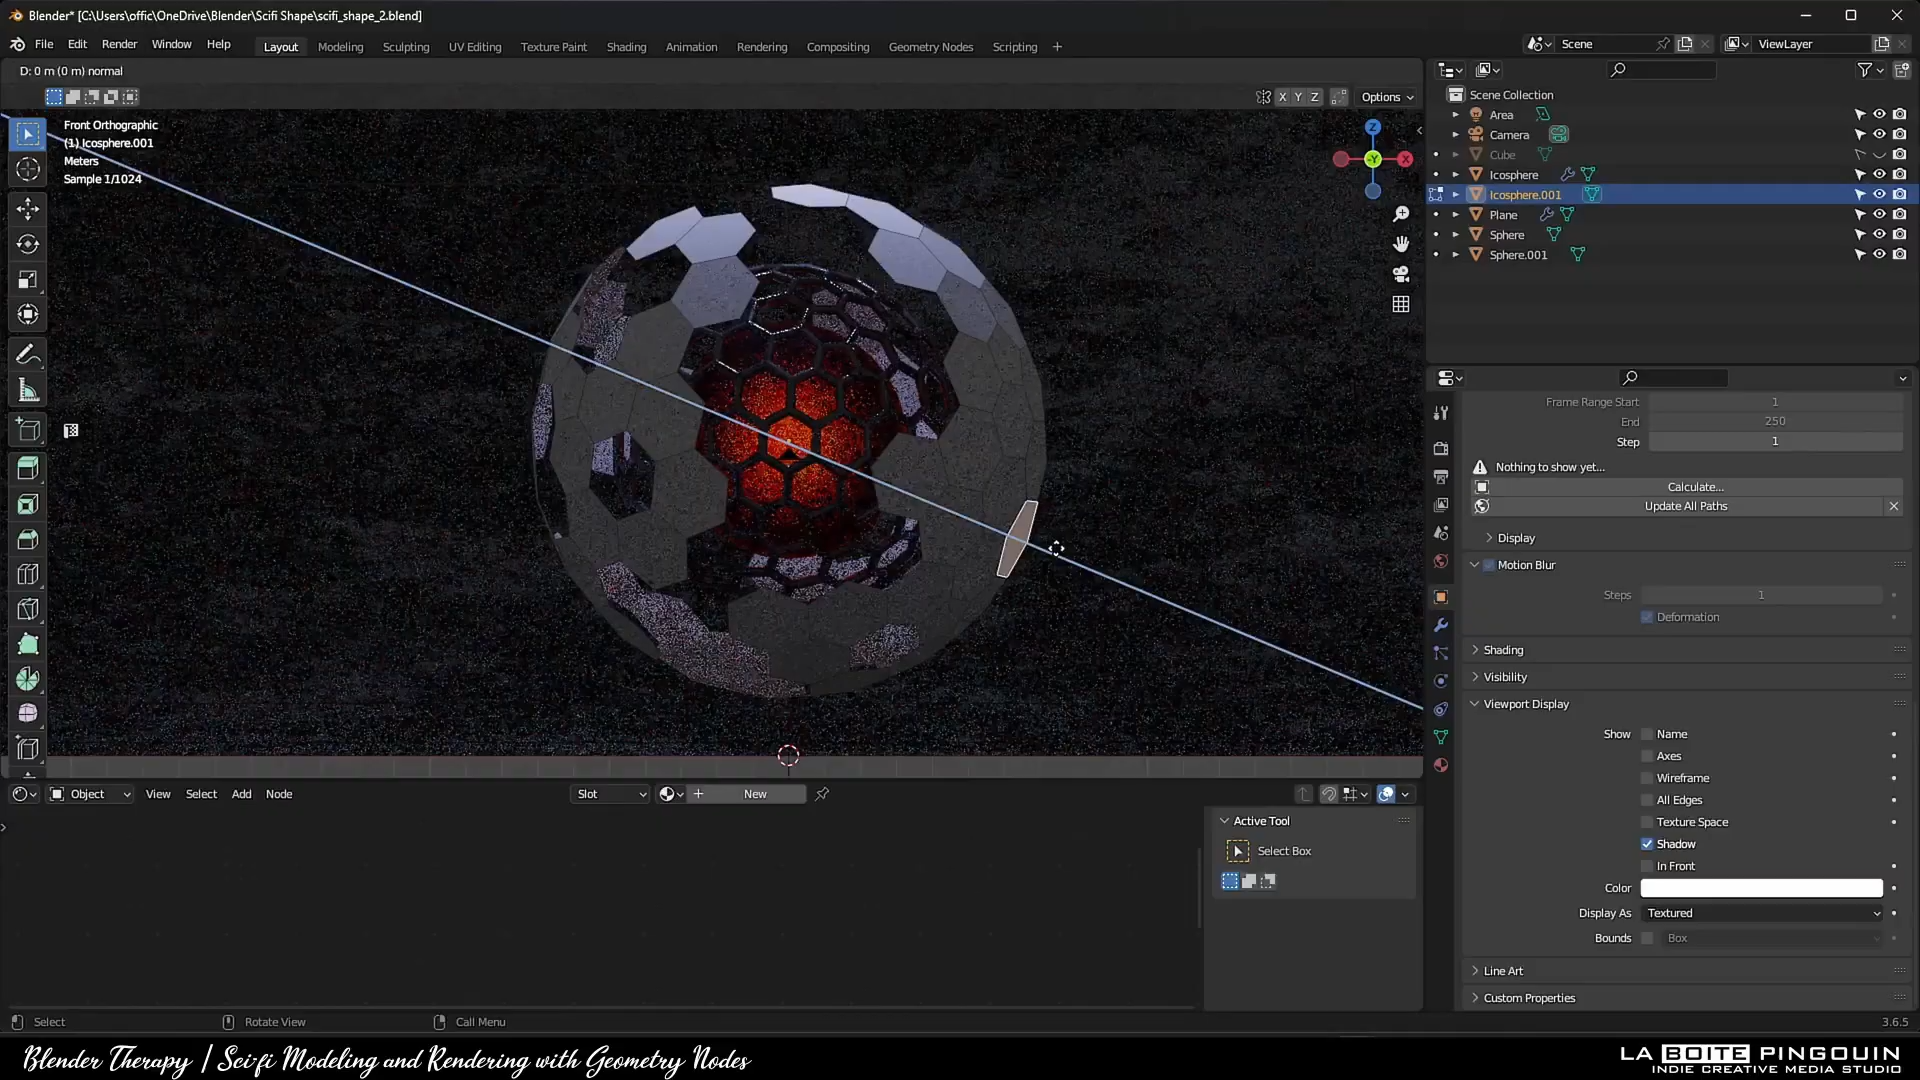 Blender* [C:\Users\offic\OneDrive\Blender\Scifi Shape\scifi_shape_2.blend]
File Edit Render Window Help Layout Modeling Sculpting UV Editing Texture Paint Shading Animation Rendering Compositing Geometry Nodes Scripting + Scene ViewLayer
D: 0 m (0 m) normal
X Y Z Options
Front Orthographic
(1) Icosphere.001
Meters
Sample 1/1024
Z
-Y
X
Scene Collection
Area
Camera
Cube
Icosphere
Icosphere.001
Plane
Sphere
Sphere.001
Frame Range Start 1
End 250
Step 1
Nothing to show yet...
Calculate...
Update All Paths
Display
Motion Blur
Steps 1
Deformation
Shading
Visibility
Viewport Display
Show Name
Axes
Wireframe
All Edges
Texture Space
Shadow
In Front
Color
Display As Textured
Bounds Box
Line Art
Custom Properties
Object View Select Add Node Slot New
Active Tool
Select Box
Select Rotate View Call Menu 3.6.5
Blender Therapy | Sci-fi Modeling and Rendering with Geometry Nodes
LA BOITE PINGOUIN
INDIE CREATIVE MEDIA STUDIO